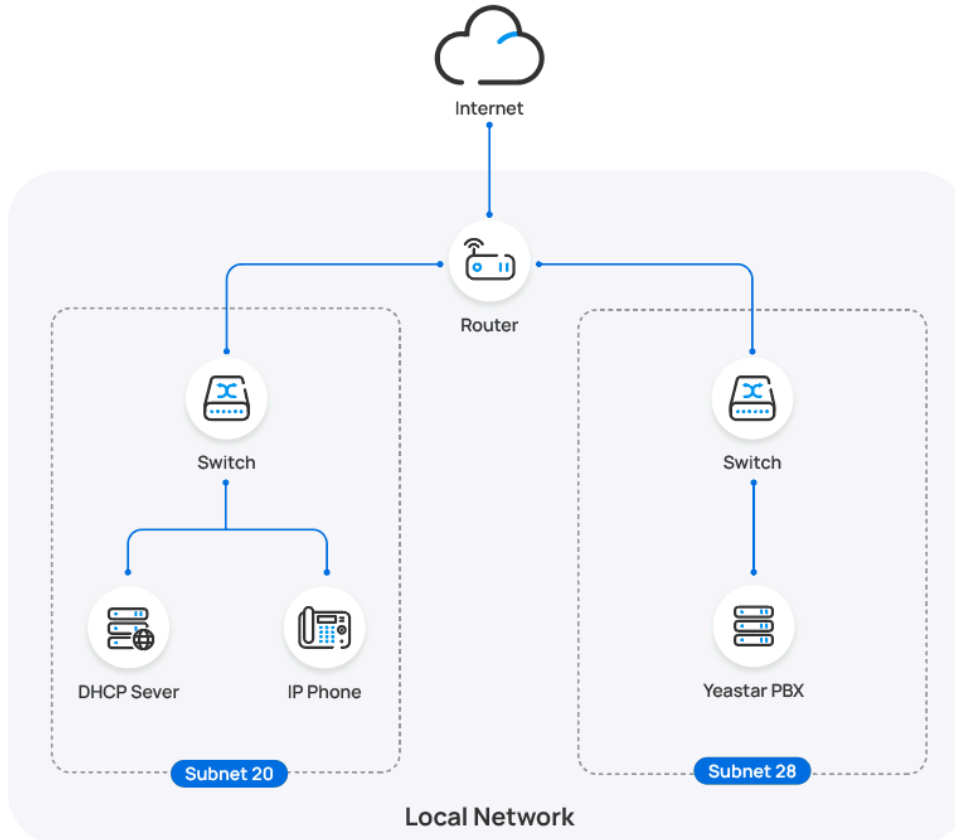 Internet
Router
Switch
Switch
DHCP Sever
IP Phone
Yeastar PBX
Subnet 20
Subnet 28
Local Network